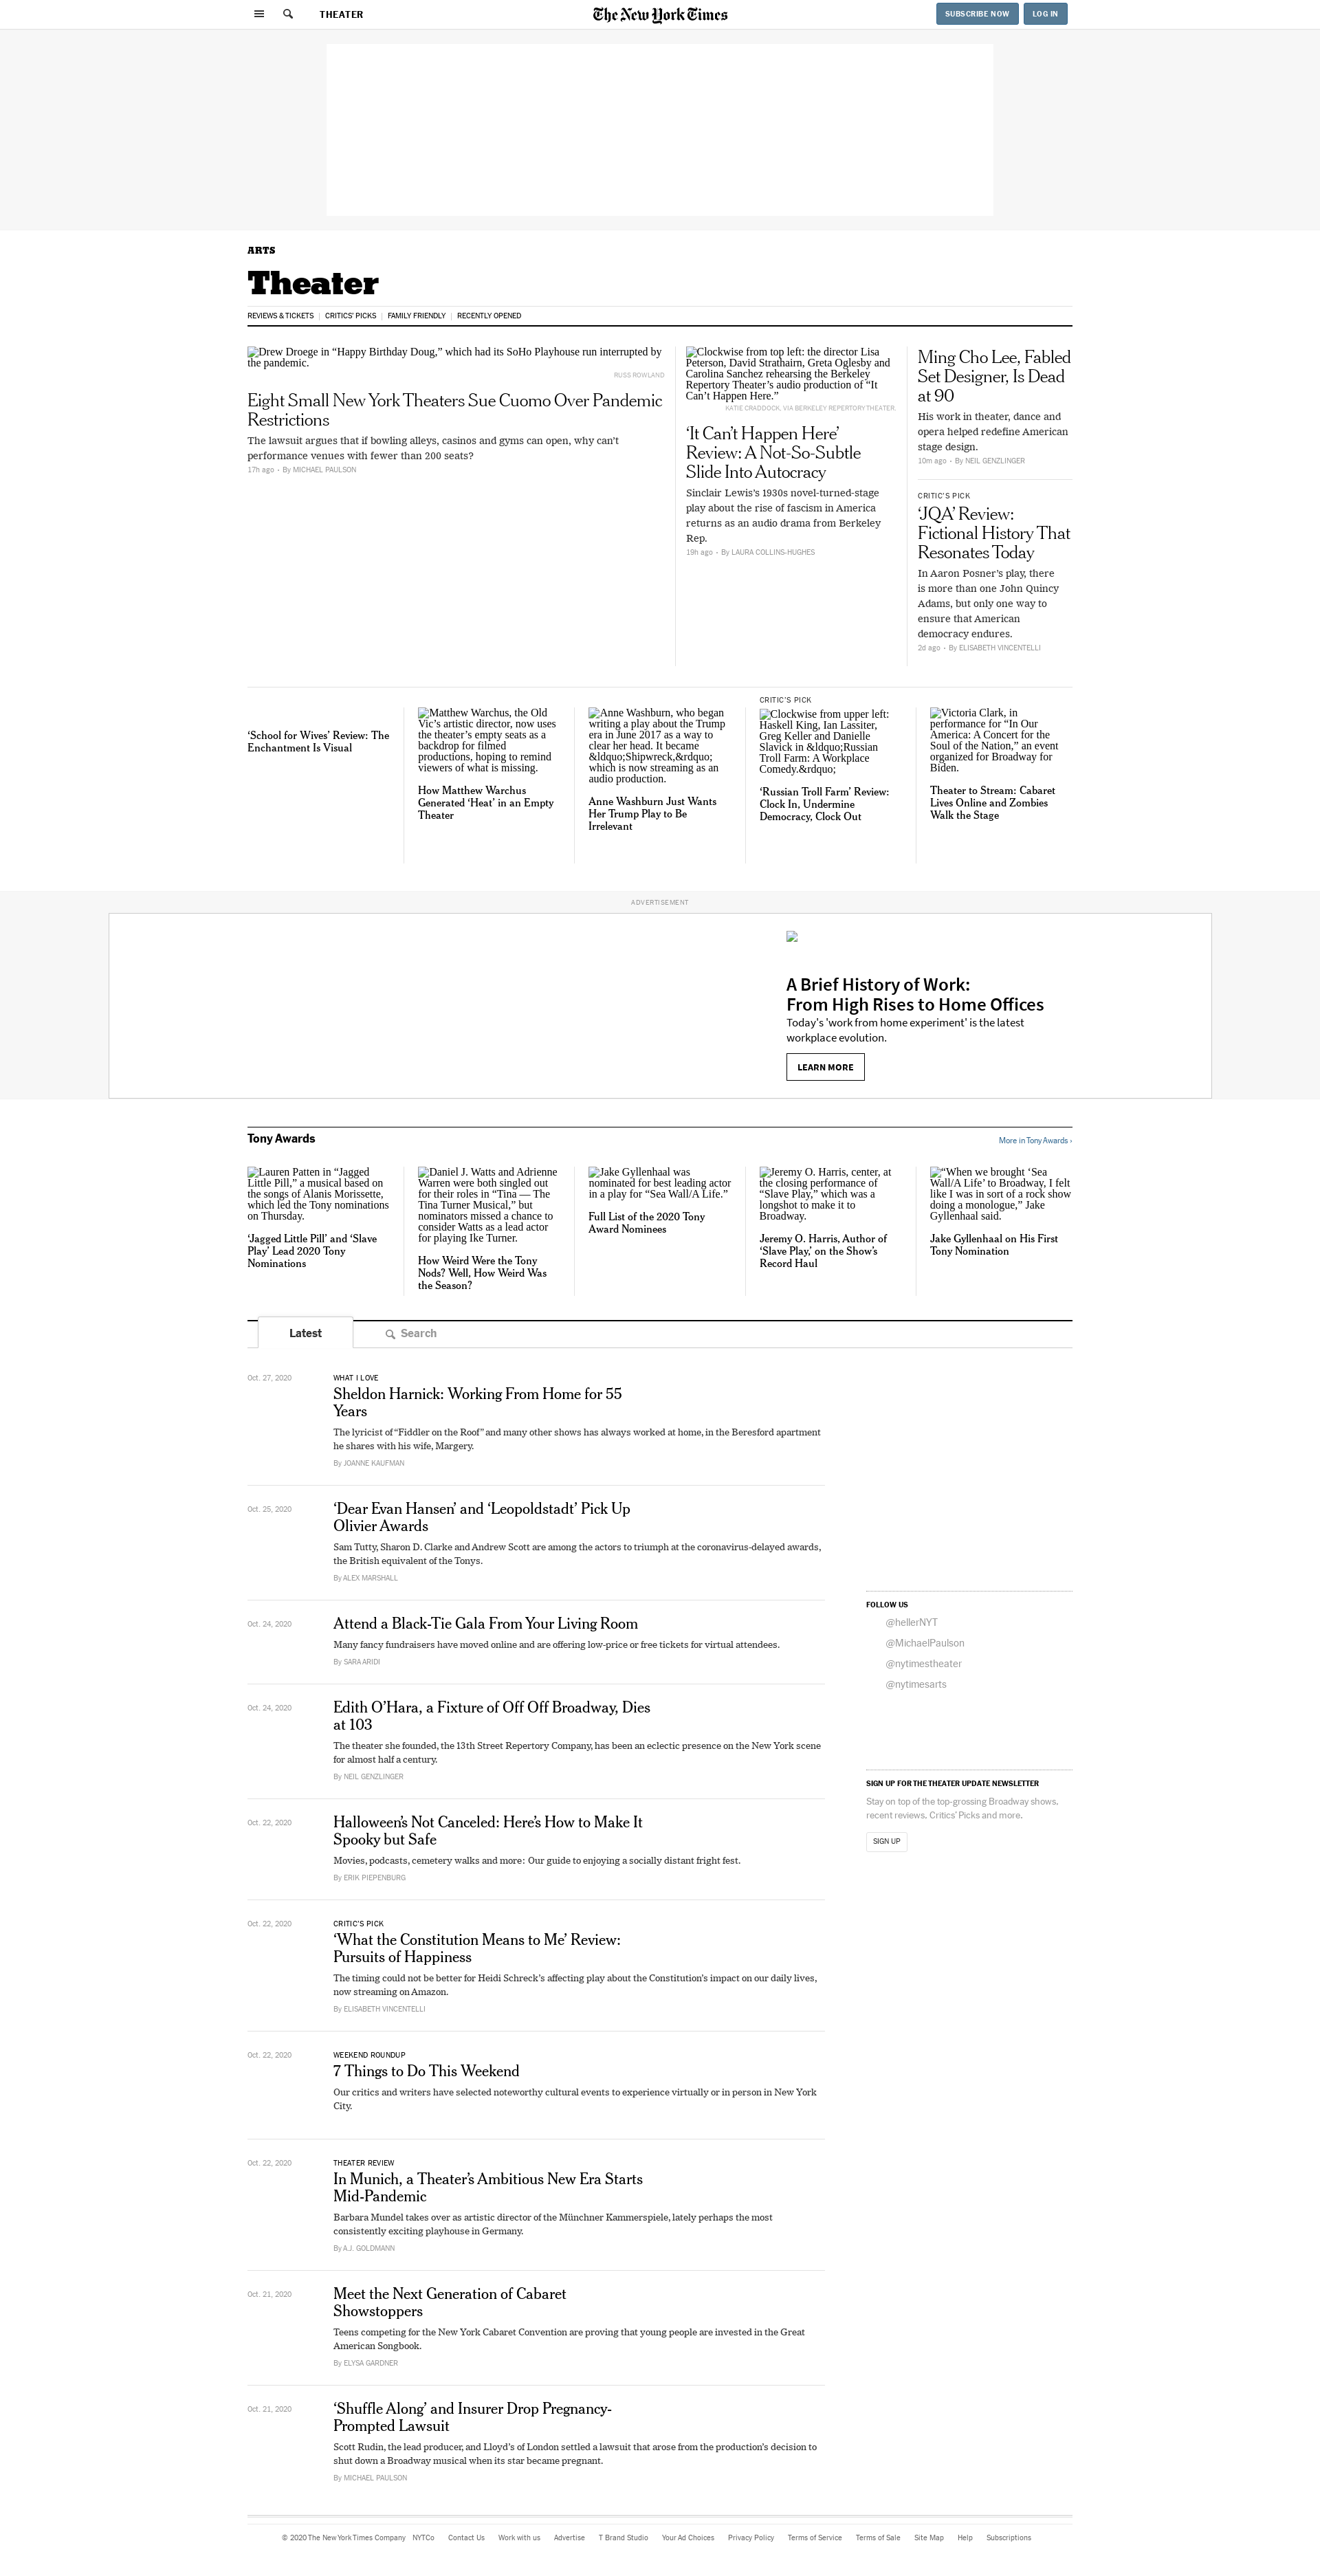 THEATER
The New York Times
SUBSCRIBE NOW
LOG IN
ARTS
Theater
REVIEWS & TICKETS
CRITICS' PICKS
FAMILY FRIENDLY
RECENTLY OPENED
Drew Droege in “Happy Birthday Doug,” which had its SoHo Playhouse run interrupted by
the pandemic.
RUSS ROWLAND
Eight Small New York Theaters Sue Cuomo Over Pandemic
Restrictions
The lawsuit argues that if bowling alleys, casinos and gyms can open, why can’t
performance venues with fewer than 200 seats?
17h ago • By MICHAEL PAULSON
Clockwise from top left: the director Lisa
Peterson, David Strathairn, Greta Oglesby and
Carolina Sanchez rehearsing the Berkeley
Repertory Theater’s audio production of “It
Can’t Happen Here.”
KATIE CRADDOCK, VIA BERKELEY REPERTORY THEATER.
‘It Can’t Happen Here’
Review: A Not-So-Subtle
Slide Into Autocracy
Sinclair Lewis’s 1930s novel-turned-stage
play about the rise of fascism in America
returns as an audio drama from Berkeley
Rep.
19h ago • By LAURA COLLINS-HUGHES
Ming Cho Lee, Fabled
Set Designer, Is Dead
at 90
His work in theater, dance and
opera helped redefine American
stage design.
10m ago • By NEIL GENZLINGER
CRITIC'S PICK
‘JQA’ Review:
Fictional History That
Resonates Today
In Aaron Posner’s play, there
is more than one John Quincy
Adams, but only one way to
ensure that American
democracy endures.
2d ago • By ELISABETH VINCENTELLI
‘School for Wives’ Review: The
Enchantment Is Visual
Matthew Warchus, the Old
Vic’s artistic director, now uses
the theater’s empty seats as a
backdrop for filmed
productions, hoping to remind
viewers of what is missing.
How Matthew Warchus
Generated ‘Heat’ in an Empty
Theater
Anne Washburn, who began
writing a play about the Trump
era in June 2017 as a way to
clear her head. It became
&ldquo;Shipwreck,&rdquo;
which is now streaming as an
audio production.
Anne Washburn Just Wants
Her Trump Play to Be
Irrelevant
CRITIC'S PICK
Clockwise from upper left:
Haskell King, Ian Lassiter,
Greg Keller and Danielle
Slavick in &ldquo;Russian
Troll Farm: A Workplace
Comedy.&rdquo;
‘Russian Troll Farm’ Review:
Clock In, Undermine
Democracy, Clock Out
Victoria Clark, in
performance for “In Our
America: A Concert for the
Soul of the Nation,” an event
organized for Broadway for
Biden.
Theater to Stream: Cabaret
Lives Online and Zombies
Walk the Stage
ADVERTISEMENT
A Brief History of Work:
From High Rises to Home Offices
Today's 'work from home experiment' is the latest
workplace evolution.
LEARN MORE
Tony Awards
More in Tony Awards ›
Lauren Patten in “Jagged
Little Pill,” a musical based on
the songs of Alanis Morissette,
which led the Tony nominations
on Thursday.
‘Jagged Little Pill’ and ‘Slave
Play’ Lead 2020 Tony
Nominations
Daniel J. Watts and Adrienne
Warren were both singled out
for their roles in “Tina — The
Tina Turner Musical,” but
nominators missed a chance to
consider Watts as a lead actor
for playing Ike Turner.
How Weird Were the Tony
Nods? Well, How Weird Was
the Season?
Jake Gyllenhaal was
nominated for best leading actor
in a play for “Sea Wall/A Life.”
Full List of the 2020 Tony
Award Nominees
Jeremy O. Harris, center, at
the closing performance of
“Slave Play,” which was a
longshot to make it to
Broadway.
Jeremy O. Harris, Author of
‘Slave Play,’ on the Show’s
Record Haul
“When we brought ‘Sea
Wall/A Life’ to Broadway, I felt
like I was in sort of a rock show
doing a monologue,” Jake
Gyllenhaal said.
Jake Gyllenhaal on His First
Tony Nomination
Latest
Search
Oct. 27, 2020
WHAT I LOVE
Sheldon Harnick: Working From Home for 55
Years
The lyricist of “Fiddler on the Roof” and many other shows has always worked at home, in the Beresford apartment
he shares with his wife, Margery.
By JOANNE KAUFMAN
Oct. 25, 2020
‘Dear Evan Hansen’ and ‘Leopoldstadt’ Pick Up
Olivier Awards
Sam Tutty, Sharon D. Clarke and Andrew Scott are among the actors to triumph at the coronavirus-delayed awards,
the British equivalent of the Tonys.
By ALEX MARSHALL
Oct. 24, 2020
Attend a Black-Tie Gala From Your Living Room
Many fancy fundraisers have moved online and are offering low-price or free tickets for virtual attendees.
By SARA ARIDI
Oct. 24, 2020
Edith O’Hara, a Fixture of Off Off Broadway, Dies
at 103
The theater she founded, the 13th Street Repertory Company, has been an eclectic presence on the New York scene
for almost half a century.
By NEIL GENZLINGER
Oct. 22, 2020
Halloween’s Not Canceled: Here’s How to Make It
Spooky but Safe
Movies, podcasts, cemetery walks and more: Our guide to enjoying a socially distant fright fest.
By ERIK PIEPENBURG
Oct. 22, 2020
CRITIC'S PICK
‘What the Constitution Means to Me’ Review:
Pursuits of Happiness
The timing could not be better for Heidi Schreck’s affecting play about the Constitution’s impact on our daily lives,
now streaming on Amazon.
By ELISABETH VINCENTELLI
Oct. 22, 2020
WEEKEND ROUNDUP
7 Things to Do This Weekend
Our critics and writers have selected noteworthy cultural events to experience virtually or in person in New York
City.
Oct. 22, 2020
THEATER REVIEW
In Munich, a Theater’s Ambitious New Era Starts
Mid-Pandemic
Barbara Mundel takes over as artistic director of the Münchner Kammerspiele, lately perhaps the most
consistently exciting playhouse in Germany.
By A.J. GOLDMANN
Oct. 21, 2020
Meet the Next Generation of Cabaret
Showstoppers
Teens competing for the New York Cabaret Convention are proving that young people are invested in the Great
American Songbook.
By ELYSA GARDNER
Oct. 21, 2020
‘Shuffle Along’ and Insurer Drop Pregnancy-
Prompted Lawsuit
Scott Rudin, the lead producer, and Lloyd’s of London settled a lawsuit that arose from the production’s decision to
shut down a Broadway musical when its star became pregnant.
By MICHAEL PAULSON
FOLLOW US
@hellerNYT
@MichaelPaulson
@nytimestheater
@nytimesarts
SIGN UP FOR THE THEATER UPDATE NEWSLETTER
Stay on top of the top-grossing Broadway shows,
recent reviews, Critics' Picks and more.
SIGN UP
© 2020 The New York Times Company NYTCo Contact Us Work with us Advertise T Brand Studio Your Ad Choices Privacy Policy Terms of Service Terms of Sale Site Map Help Subscriptions